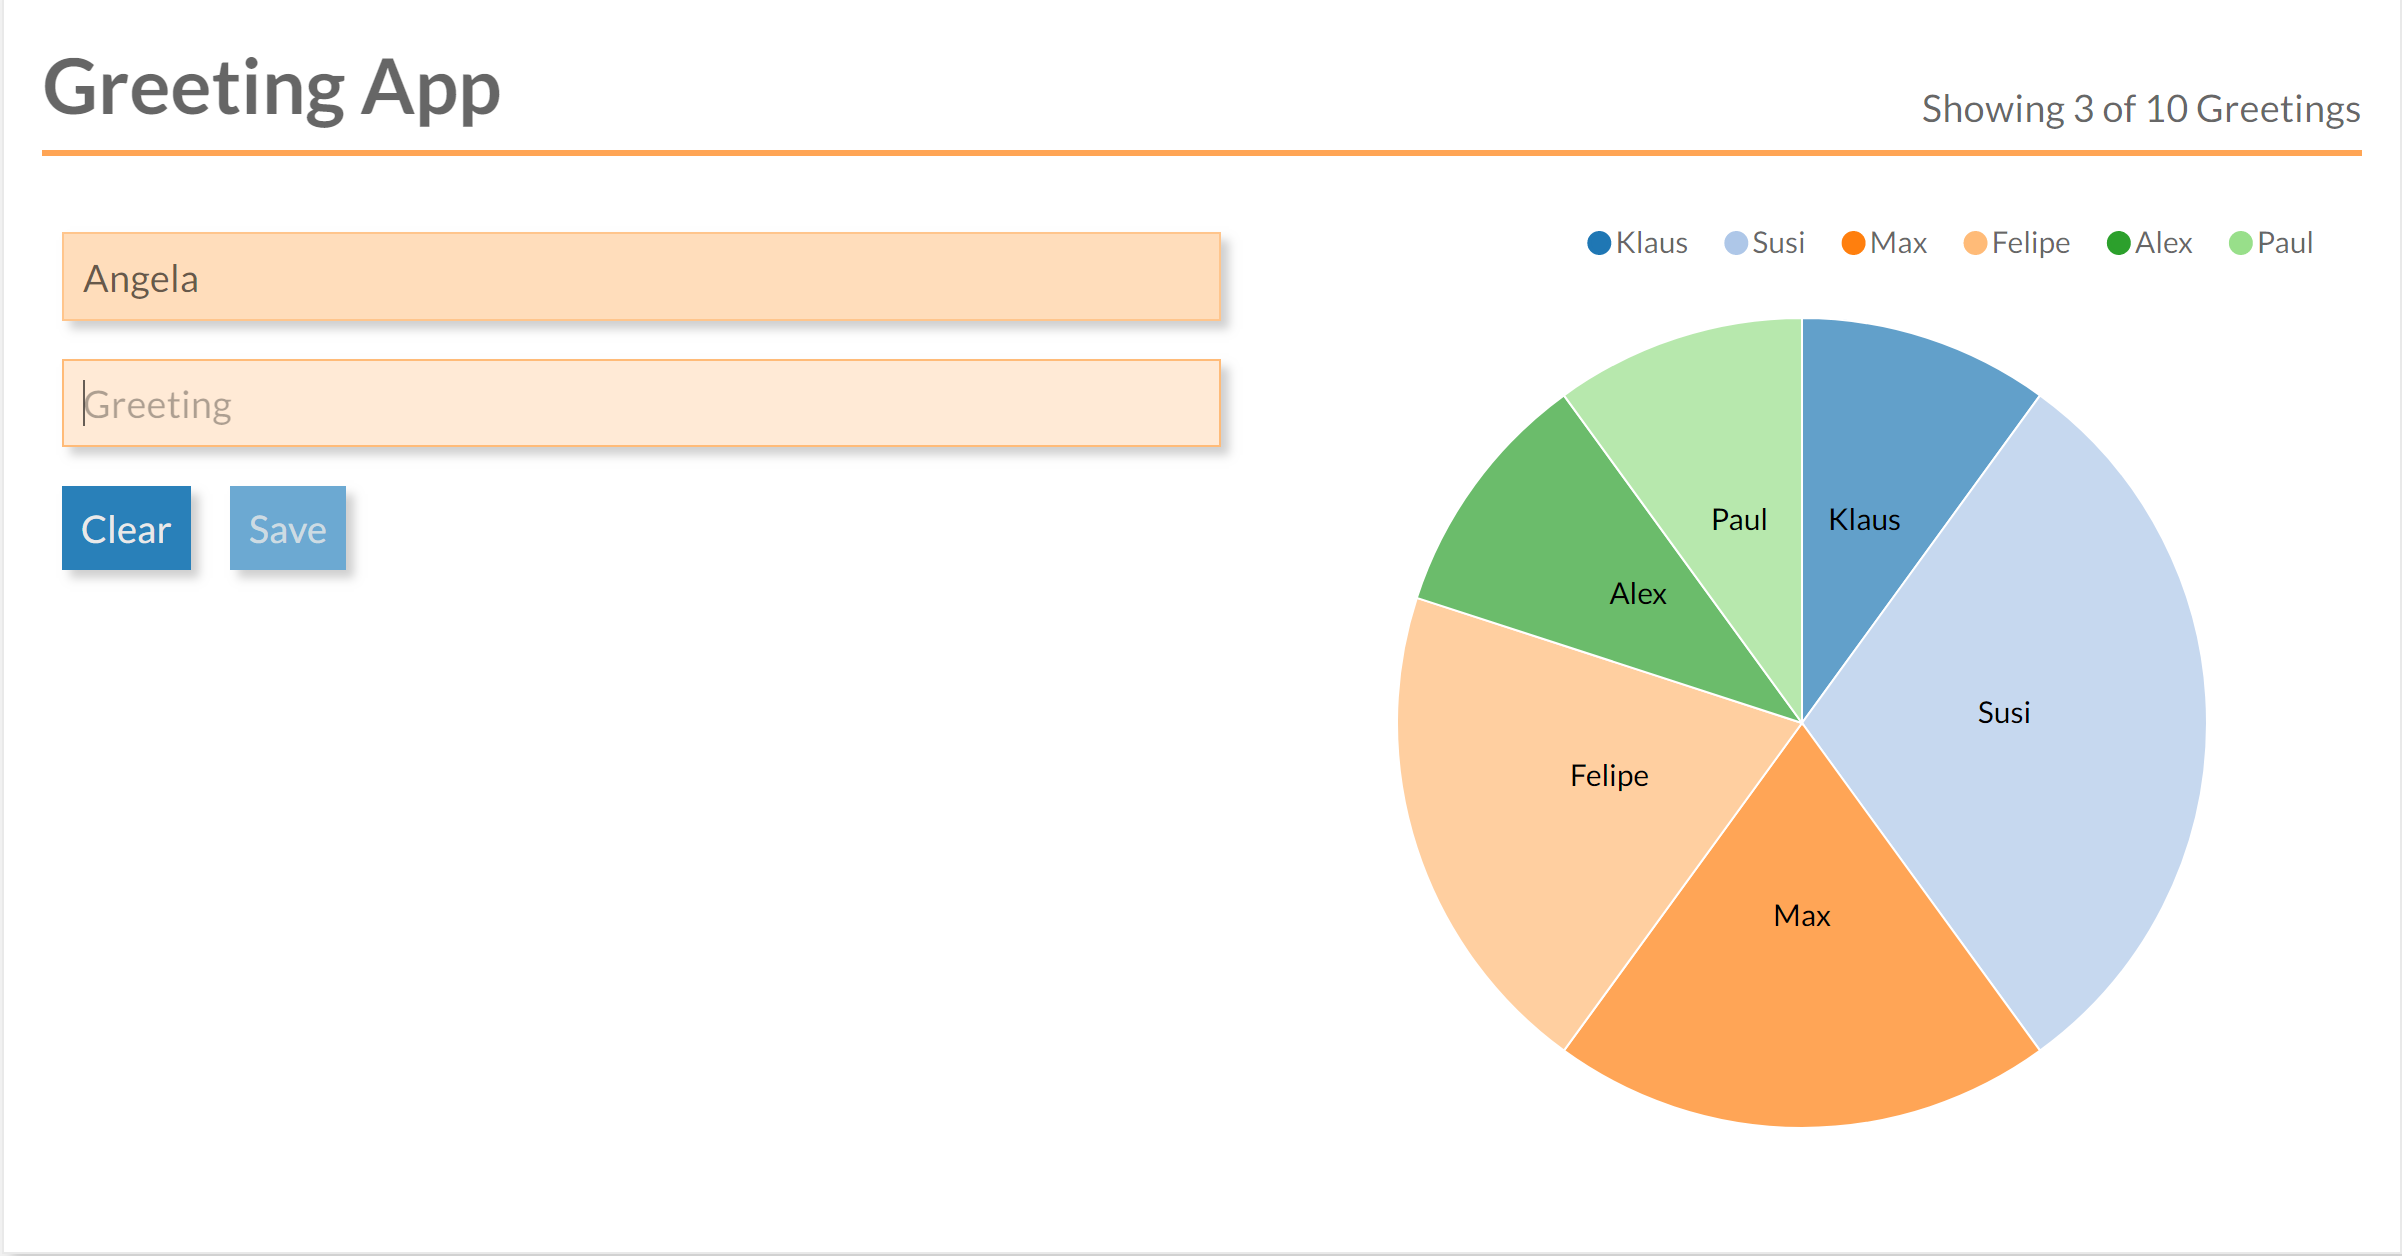 Greeting App
Showing 3 of 10 Greetings
Angela
Greeting
Clear Save
Klaus Susi Max Felipe Alex Paul
Paul Klaus
Alex
Susi
Felipe
Max